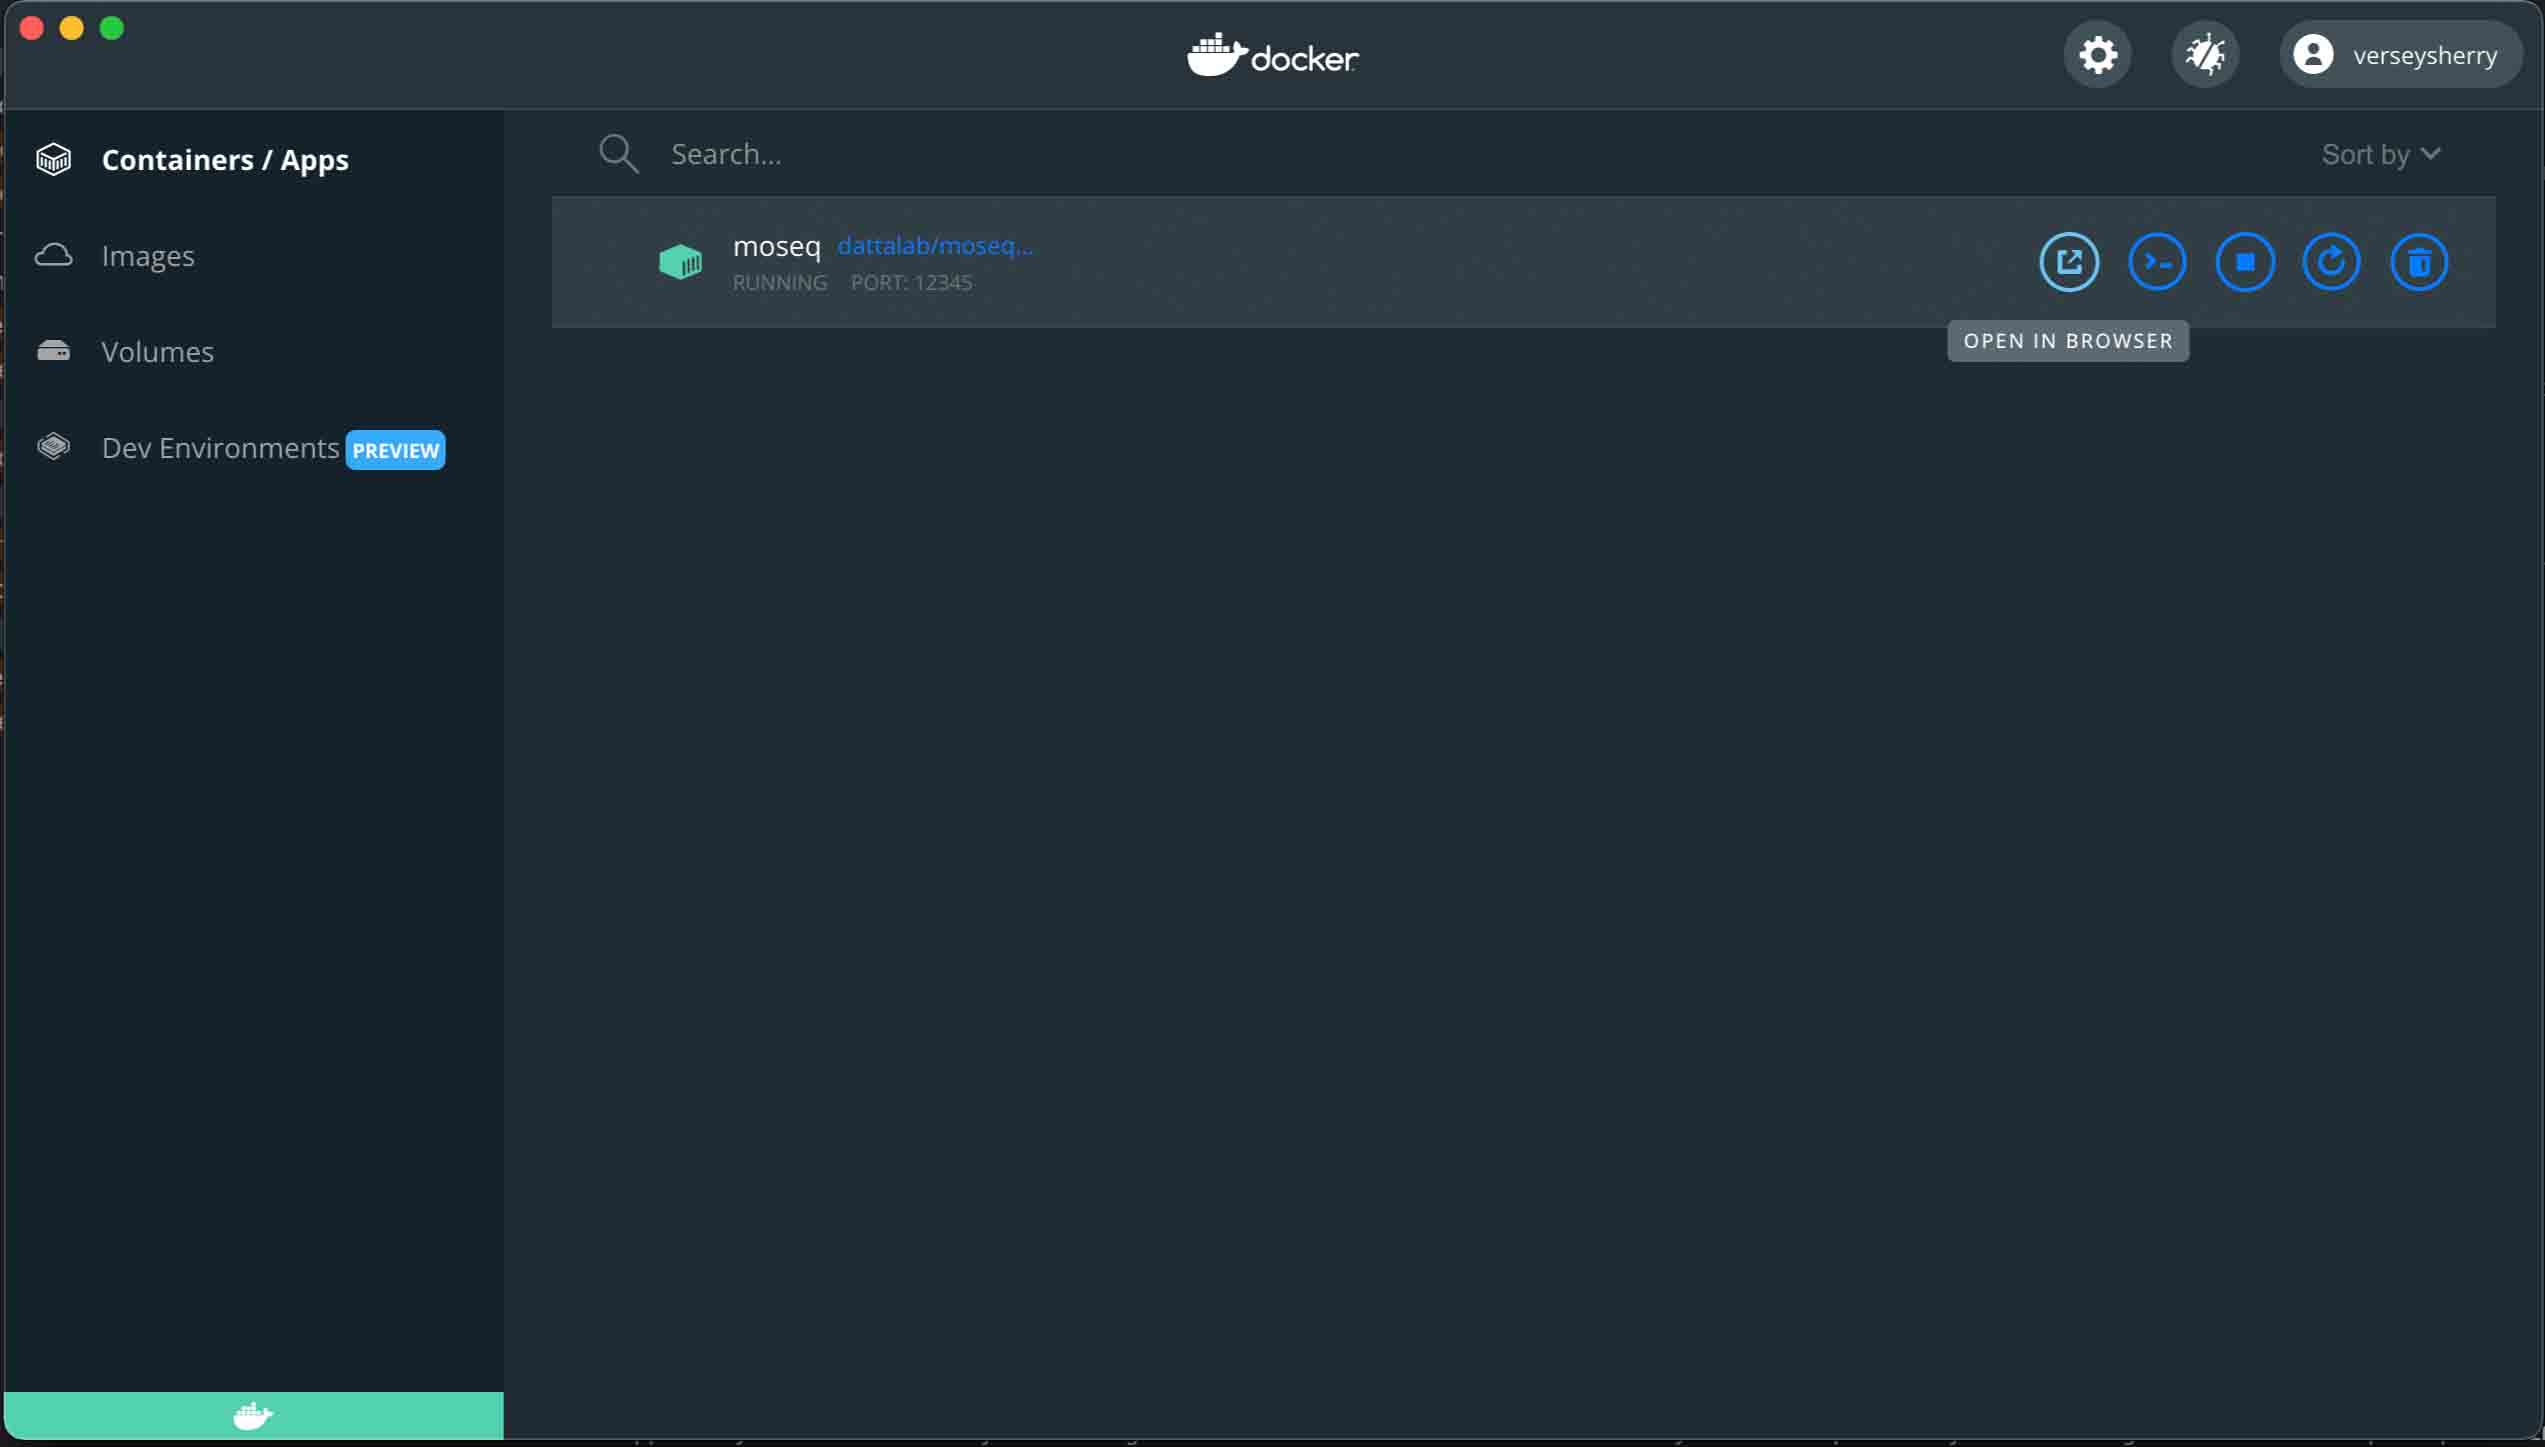 docker
verseysherry
Containers / Apps
Images
Volumes
Dev Environments PREVIEW
Search...
Sort by
moseq dattalab/moseq...
RUNNING PORT: 12345
OPEN IN BROWSER